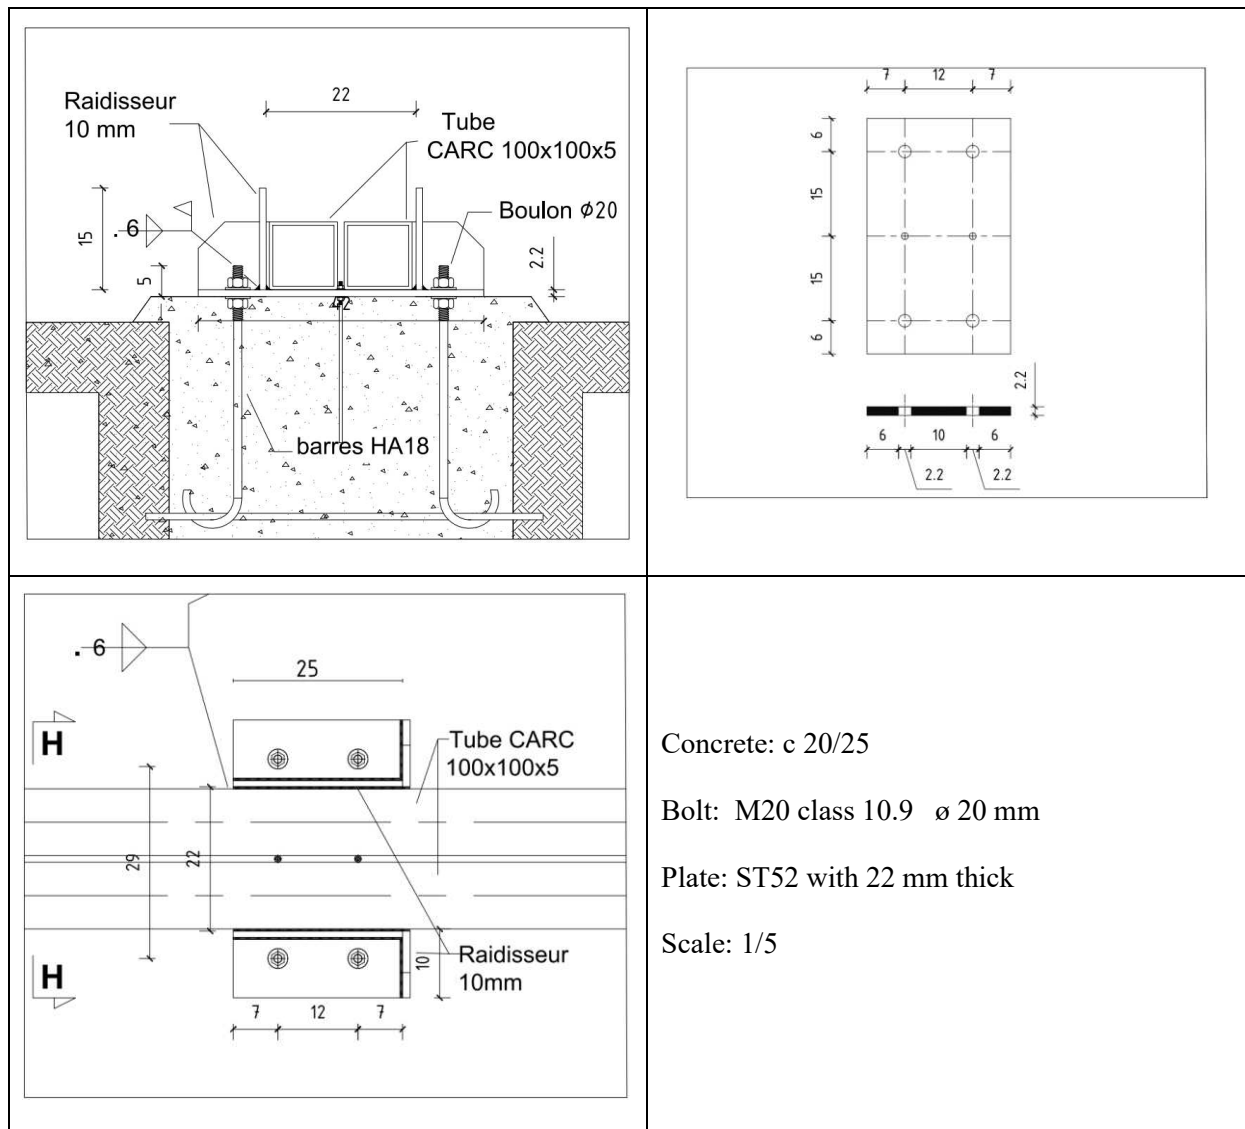 Raidisseur
10 mm
22
Tube
CARC 100x100x5
Boulon Ø20
. 6
15
5
2.2
42
barres HA18
7
12
7
6
15
15
6
2.2
6
10
6
2.2
2.2
. 6
25
H
Tube CARC
100x100x5
29
22
H
10
Raidisseur
10mm
7
12
7
Concrete: c 20/25
Bolt: M20 class 10.9 ø 20 mm
Plate: ST52 with 22 mm thick
Scale: 1/5